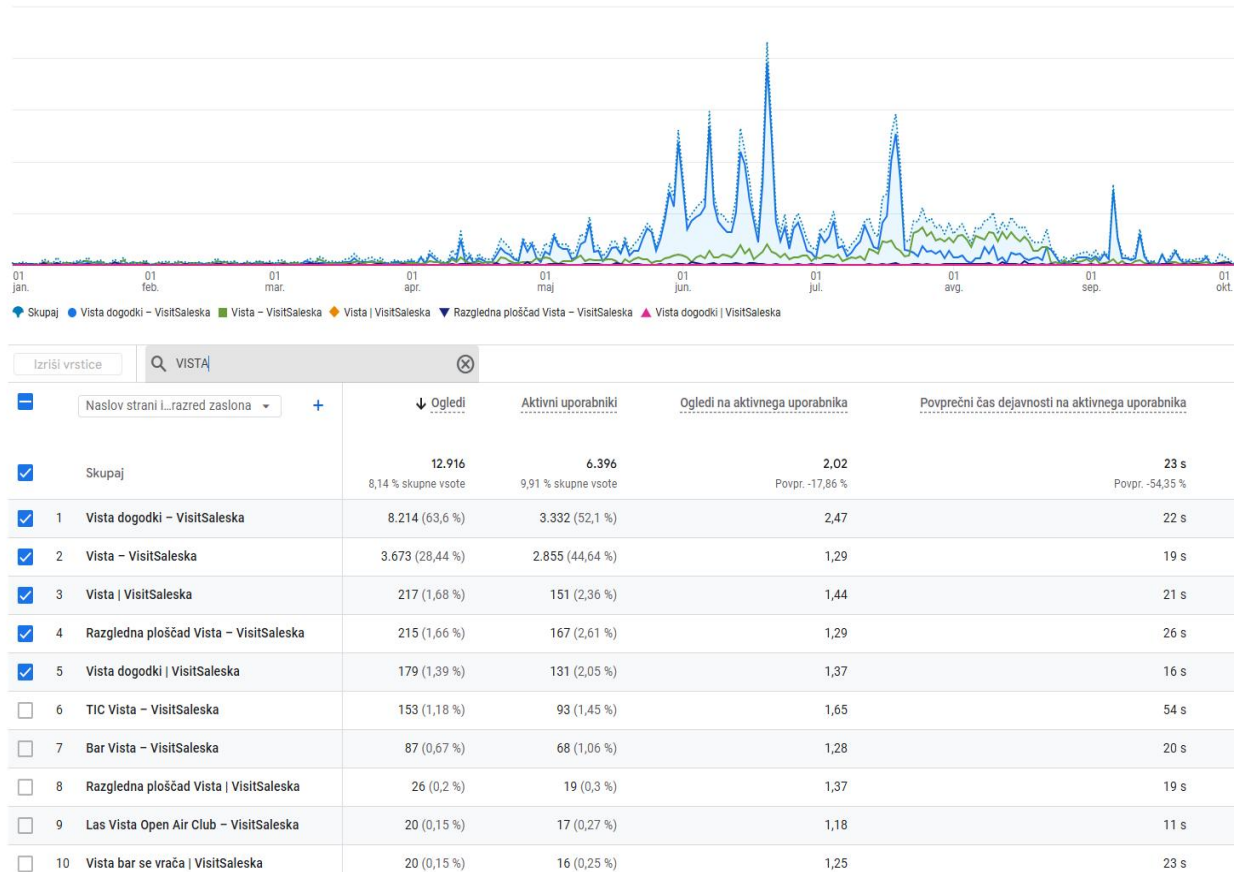 01 01 01 01 01 01 01 01 01 01
jan. feb. mar. apr. maj jun. jul. avg. sep. okt.
Skupaj Vista dogodki – VisitSaleska Vista – VisitSaleska Vista | VisitSaleska Razgledna ploščad Vista – VisitSaleska Vista dogodki | VisitSaleska
Izriši vrstice VISTA
Naslov strani i...razred zaslona + Ogledi Aktivni uporabniki Ogledi na aktivnega uporabnika Povprečni čas dejavnosti na aktivnega uporabnika
Skupaj 12.916 6.396 2,02 23 s
8,14 % skupne vsote 9,91 % skupne vsote Povpr. -17,86 % Povpr. -54,35 %
1 Vista dogodki – VisitSaleska 8.214 (63,6 %) 3.332 (52,1 %) 2,47 22 s
2 Vista – VisitSaleska 3.673 (28,44 %) 2.855 (44,64 %) 1,29 19 s
3 Vista | VisitSaleska 217 (1,68 %) 151 (2,36 %) 1,44 21 s
4 Razgledna ploščad Vista – VisitSaleska 215 (1,66 %) 167 (2,61 %) 1,29 26 s
5 Vista dogodki | VisitSaleska 179 (1,39 %) 131 (2,05 %) 1,37 16 s
6 TIC Vista – VisitSaleska 153 (1,18 %) 93 (1,45 %) 1,65 54 s
7 Bar Vista – VisitSaleska 87 (0,67 %) 68 (1,06 %) 1,28 20 s
8 Razgledna ploščad Vista | VisitSaleska 26 (0,2 %) 19 (0,3 %) 1,37 19 s
9 Las Vista Open Air Club – VisitSaleska 20 (0,15 %) 17 (0,27 %) 1,18 11 s
10 Vista bar se vrača | VisitSaleska 20 (0,15 %) 16 (0,25 %) 1,25 23 s